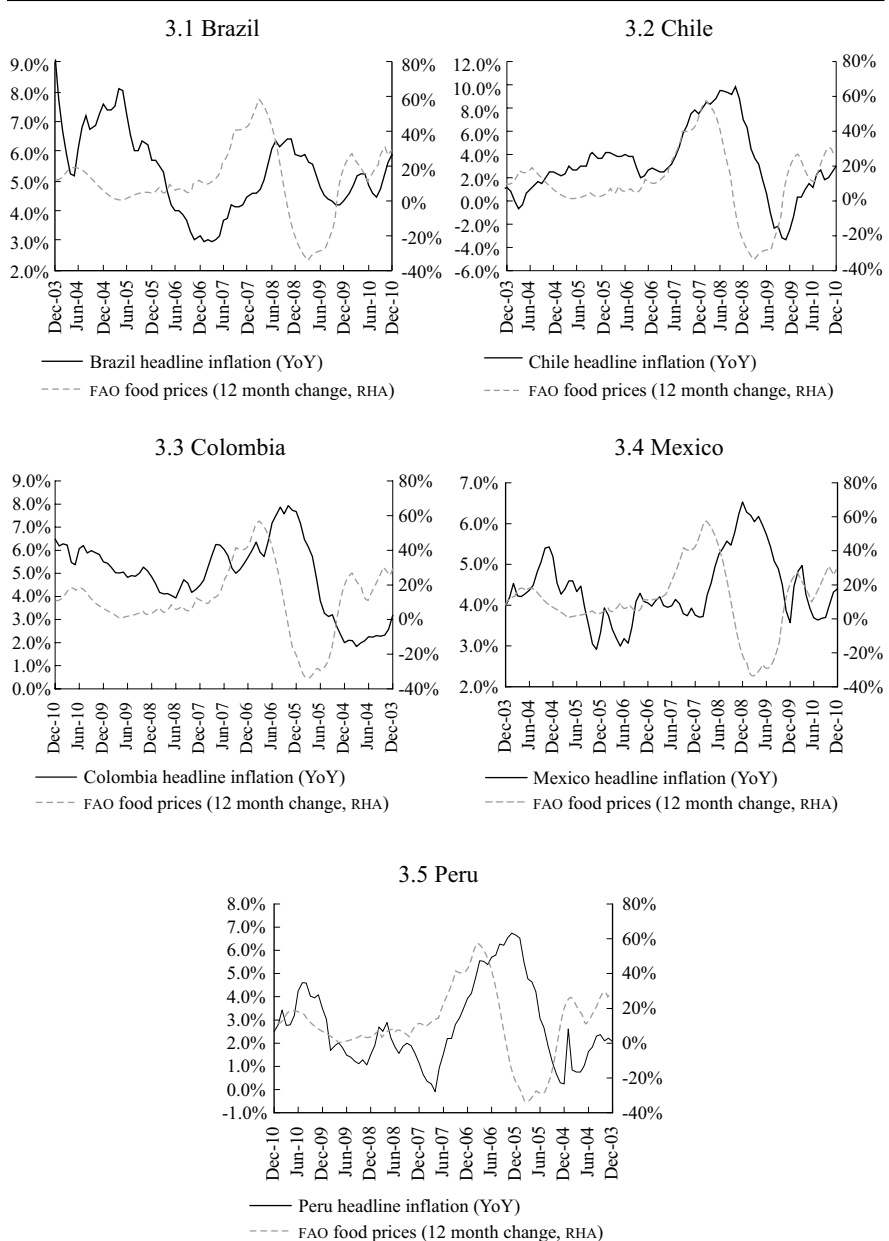 3.1 Brazil
9.0%
8.0%
7.0%
6.0%
5.0%
4.0%
3.0%
2.0%
80%
60%
40%
20%
0%
-20%
-40%
Dec-03
Jun-04
Dec-04
Jun-05
Dec-05
Jun-06
Dec-06
Jun-07
Dec-07
Jun-08
Dec-08
Jun-09
Dec-09
Jun-10
Dec-10
Brazil headline inflation (YoY)
FAO food prices (12 month change, RHA)
3.2 Chile
12.0%
10.0%
8.0%
6.0%
4.0%
2.0%
0.0%
-2.0%
-4.0%
-6.0%
80%
60%
40%
20%
0%
-20%
-40%
Dec-03
Jun-04
Dec-04
Jun-05
Dec-05
Jun-06
Dec-06
Jun-07
Dec-07
Jun-08
Dec-08
Jun-09
Dec-09
Jun-10
Dec-10
Chile headline inflation (YoY)
FAO food prices (12 month change, RHA)
3.3 Colombia
9.0%
8.0%
7.0%
6.0%
5.0%
4.0%
3.0%
2.0%
1.0%
0.0%
80%
60%
40%
20%
0%
-20%
-40%
Dec-10
Jun-10
Dec-09
Jun-09
Dec-08
Jun-08
Dec-07
Jun-07
Dec-06
Jun-06
Dec-05
Jun-05
Dec-04
Jun-04
Dec-03
Colombia headline inflation (YoY)
FAO food prices (12 month change, RHA)
3.4 Mexico
7.0%
6.0%
5.0%
4.0%
3.0%
2.0%
80%
60%
40%
20%
0%
-20%
-40%
Dec-03
Jun-04
Dec-04
Jun-05
Dec-05
Jun-06
Dec-06
Jun-07
Dec-07
Jun-08
Dec-08
Jun-09
Dec-09
Jun-10
Dec-10
Mexico headline inflation (YoY)
FAO food prices (12 month change, RHA)
3.5 Peru
8.0%
7.0%
6.0%
5.0%
4.0%
3.0%
2.0%
1.0%
0.0%
-1.0%
80%
60%
40%
20%
0%
-20%
-40%
Dec-10
Jun-10
Dec-09
Jun-09
Dec-08
Jun-08
Dec-07
Jun-07
Dec-06
Jun-06
Dec-05
Jun-05
Dec-04
Jun-04
Dec-03
Peru headline inflation (YoY)
FAO food prices (12 month change, RHA)